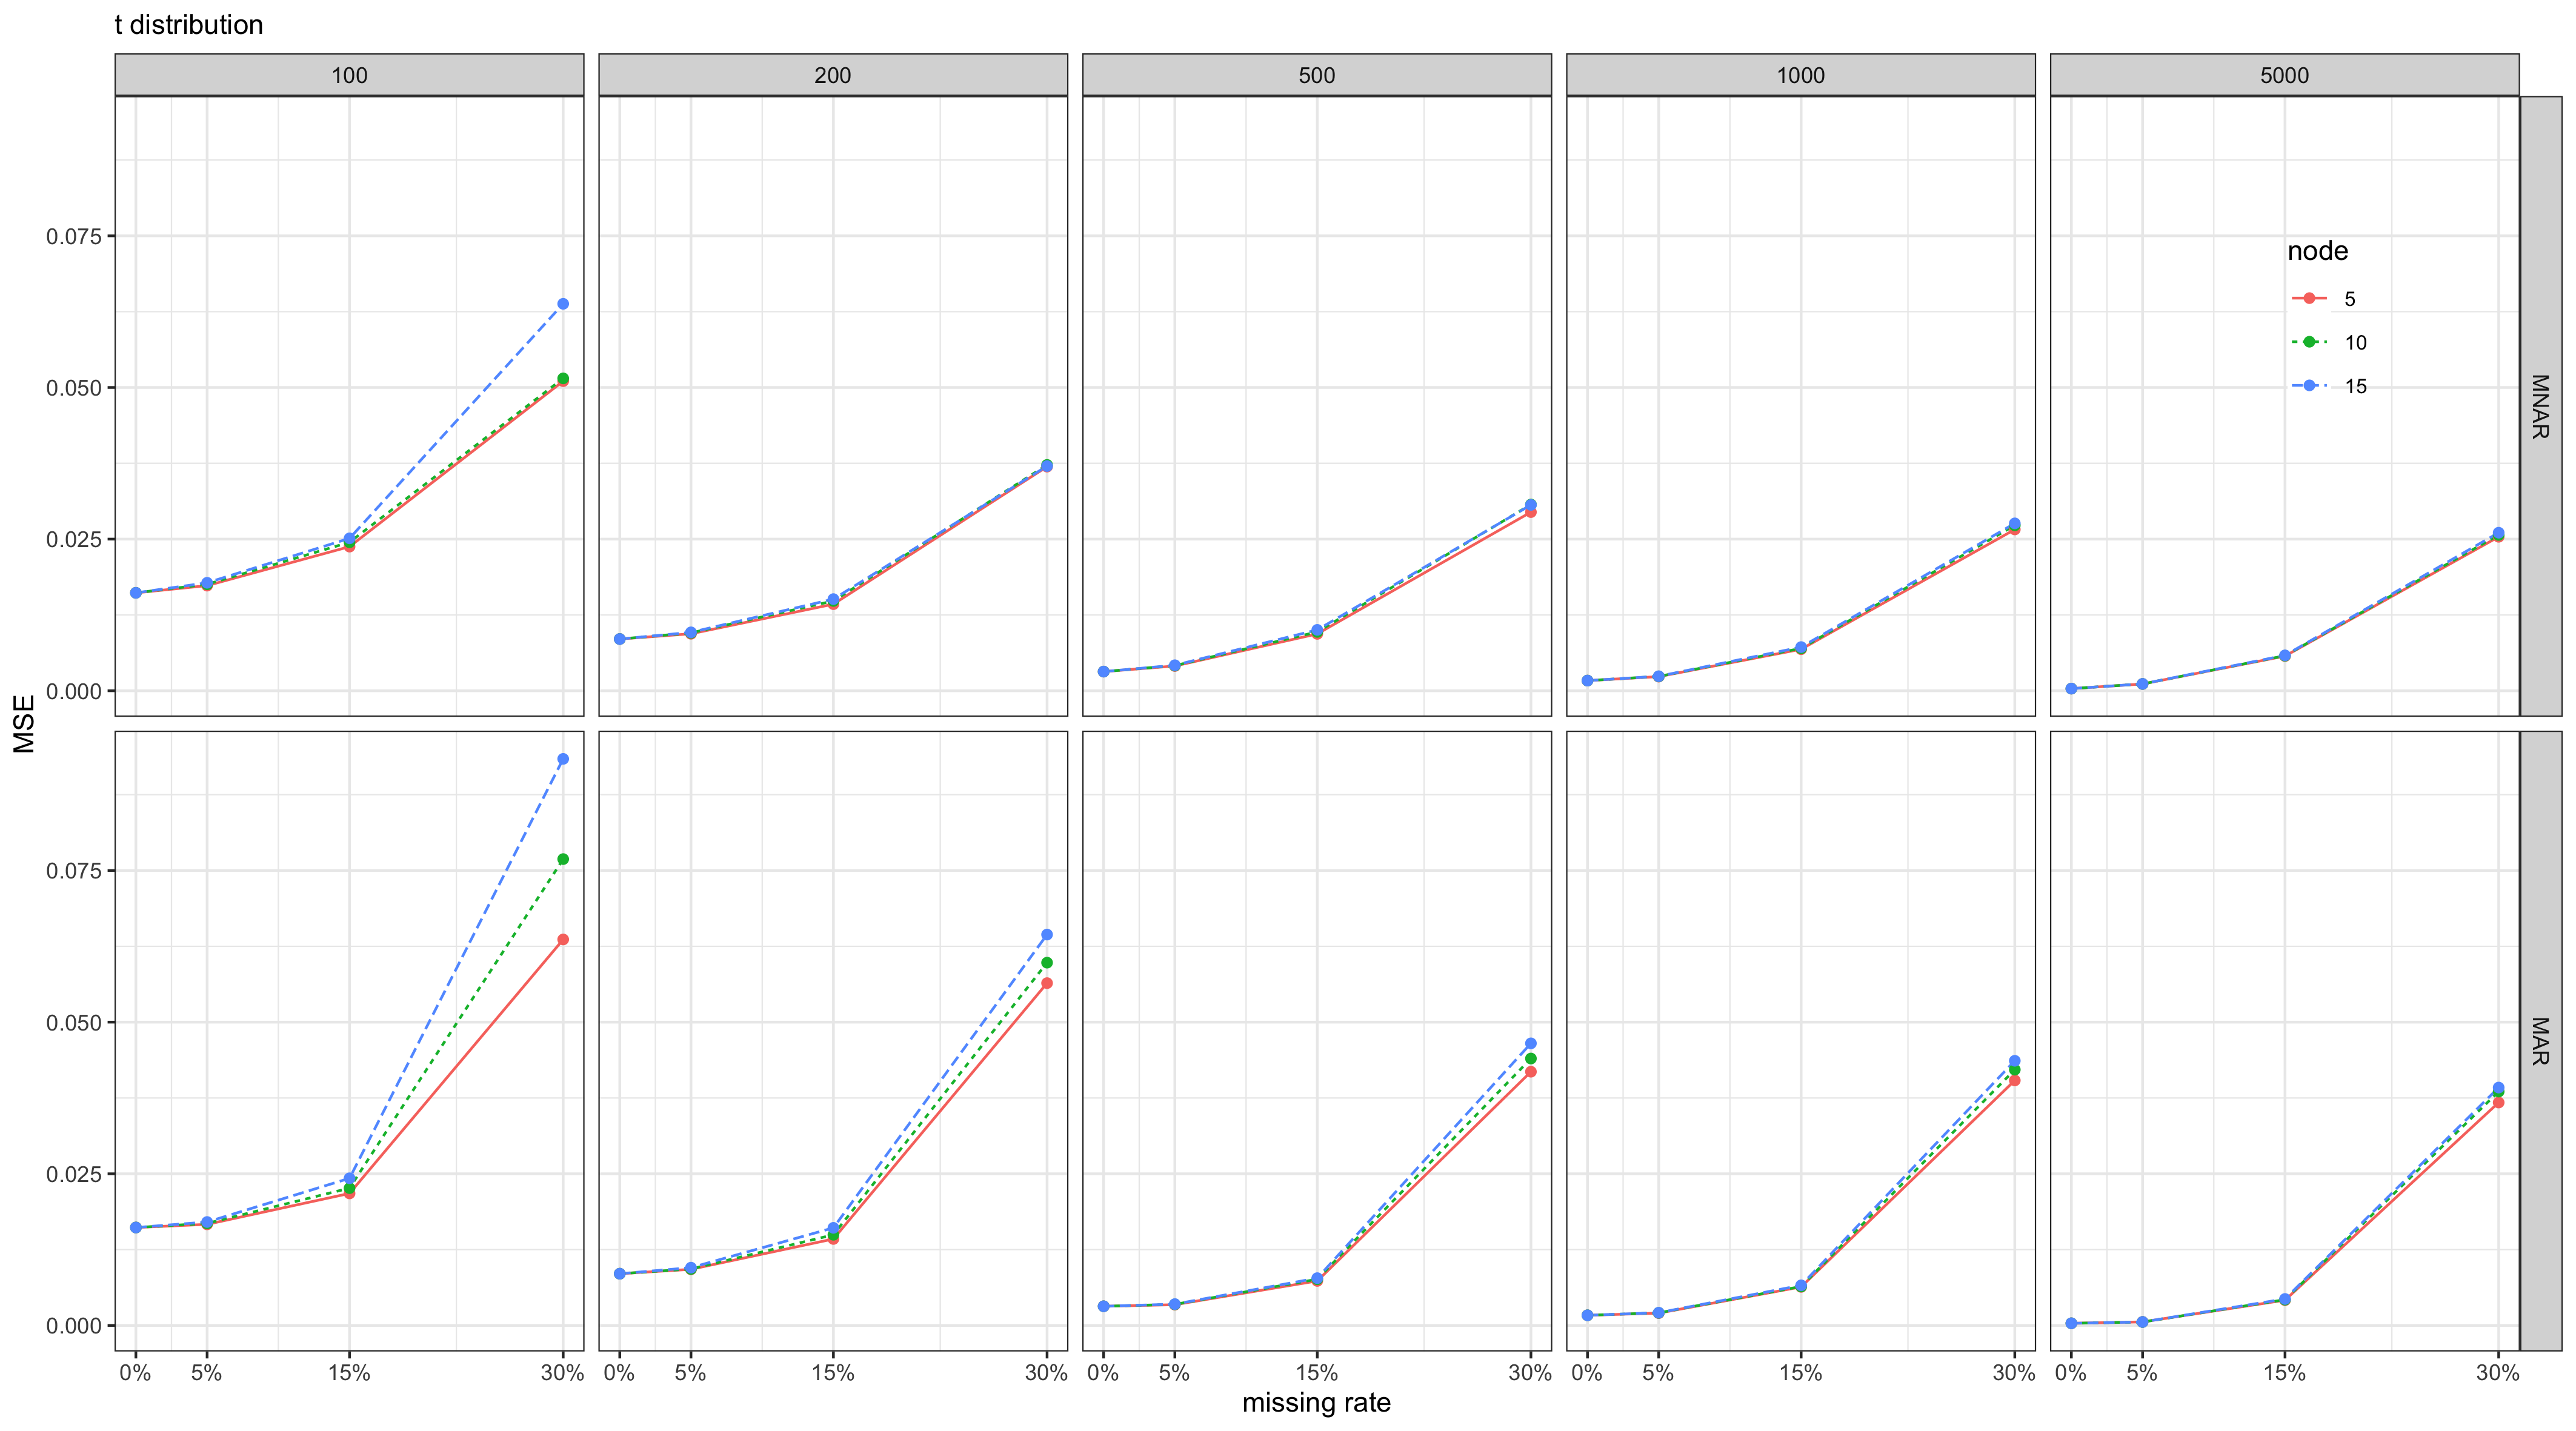 t distribution
100 200 500 1000 5000
MNAR
0.075
0.050
0.025
0.000
node
5
10
15
MSE
MAR
0.075
0.050
0.025
0.000
0% 5% 15% 30% 0% 5% 15% 30% 0% 5% 15% 30% 0% 5% 15% 30% 0% 5% 15% 30%
missing rate